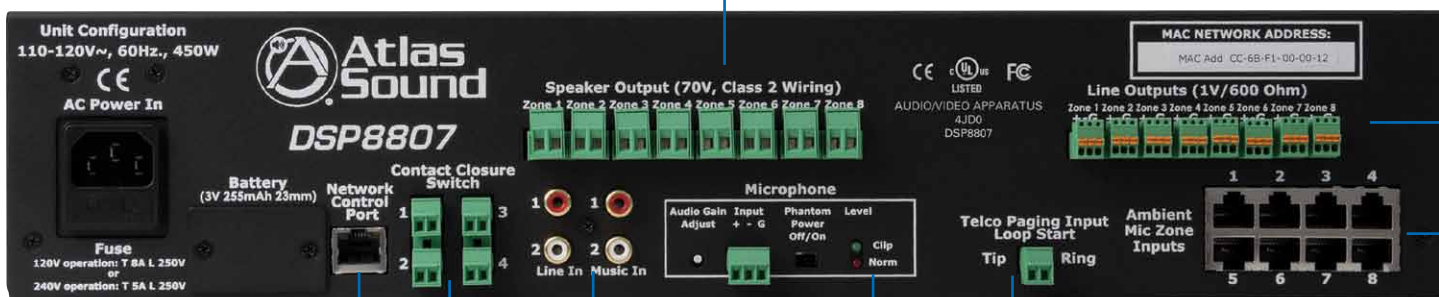 Unit Configuration
110-120V~, 60Hz., 450W
CE
AC Power In
Fuse
120V operation: T 8A L 250V
or
240V operation: T 5A L 250V
Atlas
Sound
DSP8807
Battery
(3V 255mAh 23mm)
Network
Control
Port
Contact Closure
Switch
1
3
2
4
Speaker Output (70V, Class 2 Wiring)
Zone 1 Zone 2 Zone 3 Zone 4 Zone 5 Zone 6 Zone 7 Zone 8
1
1
2
2
Line In
Music In
Microphone
Audio Gain
Adjust
Input
+ - G
Phantom
Power
Off/On
Level
Clip
Norm
CE c UL us FC
LISTED
AUDIO/VIDEO APPARATUS
4JD0
DSP8807
MAC NETWORK ADDRESS:
MAC Add CC-6B-F1-00-00-12
Line Outputs (1V/600 Ohm)
Zone 1 Zone 2 Zone 3 Zone 4 Zone 5 Zone 6 Zone 7 Zone 8
Telco Paging Input
Loop Start
Tip
Ring
Ambient
Mic Zone
Inputs
1 2 3 4
5 6 7 8